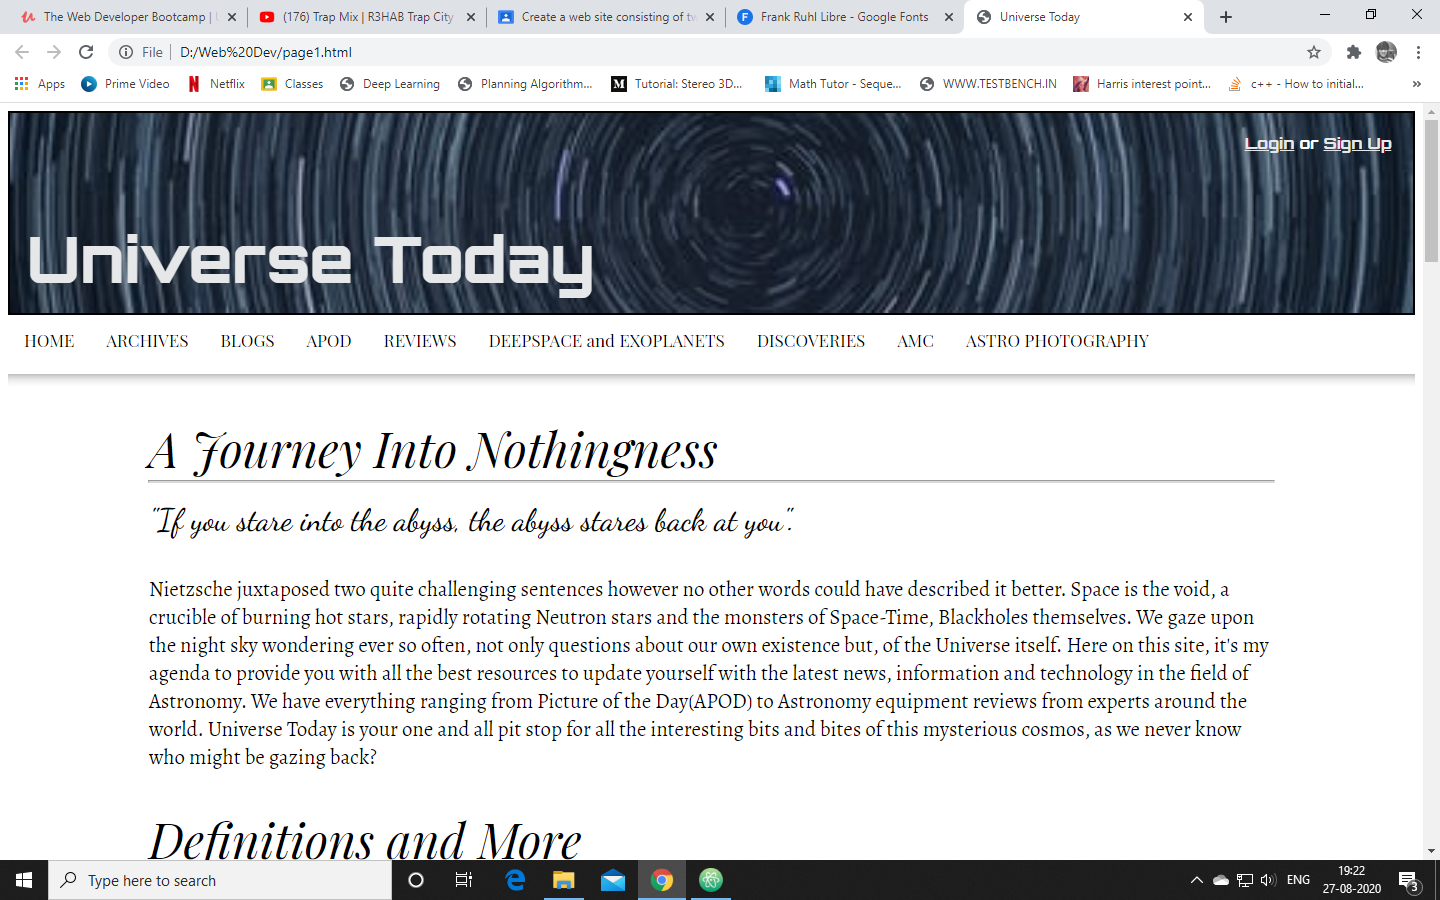 The Web Developer Bootcamp |
(176) Trap Mix | R3HAB Trap City
Create a web site consisting of tw
Frank Ruhl Libre - Google Fonts
Universe Today
File
D:/Web%20Dev/page1.html
Apps
Prime Video
Netflix
Classes
Deep Learning
Planning Algorithm...
Tutorial: Stereo 3D...
Math Tutor - Seque...
WWW.TESTBENCH.IN
Harris interest point...
c++ - How to initial...
»
Login or Sign Up
Universe Today
HOME ARCHIVES BLOGS APOD REVIEWS DEEPSPACE and EXOPLANETS DISCOVERIES AMC ASTRO PHOTOGRAPHY
A Journey Into Nothingness
"If you stare into the abyss, the abyss stares back at you".
Nietzsche juxtaposed two quite challenging sentences however no other words could have described it better. Space is the void, a
crucible of burning hot stars, rapidly rotating Neutron stars and the monsters of Space-Time, Blackholes themselves. We gaze upon
the night sky wondering ever so often, not only questions about our own existence but, of the Universe itself. Here on this site, it's my
agenda to provide you with all the best resources to update yourself with the latest news, information and technology in the field of
Astronomy. We have everything ranging from Picture of the Day(APOD) to Astronomy equipment reviews from experts around the
world. Universe Today is your one and all pit stop for all the interesting bits and bites of this mysterious cosmos, as we never know
who might be gazing back?
Definitions and More
Type here to search
ENG
19:22
27-08-2020
3